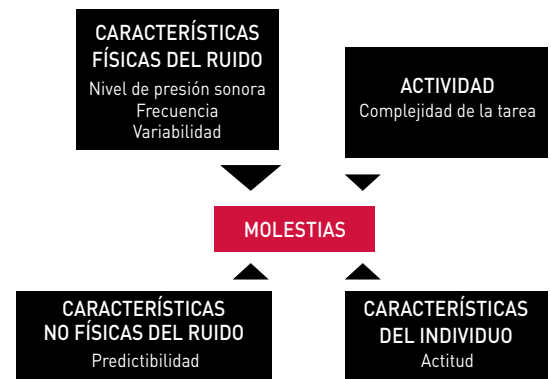 CARACTERÍSTICAS
FÍSICAS DEL RUIDO
Nivel de presión sonora
Frecuencia
Variabilidad
ACTIVIDAD
Complejidad de la tarea
MOLESTIAS
CARACTERÍSTICAS
NO FÍSICAS DEL RUIDO
Predictibilidad
CARACTERÍSTICAS
DEL INDIVIDUO
Actitud